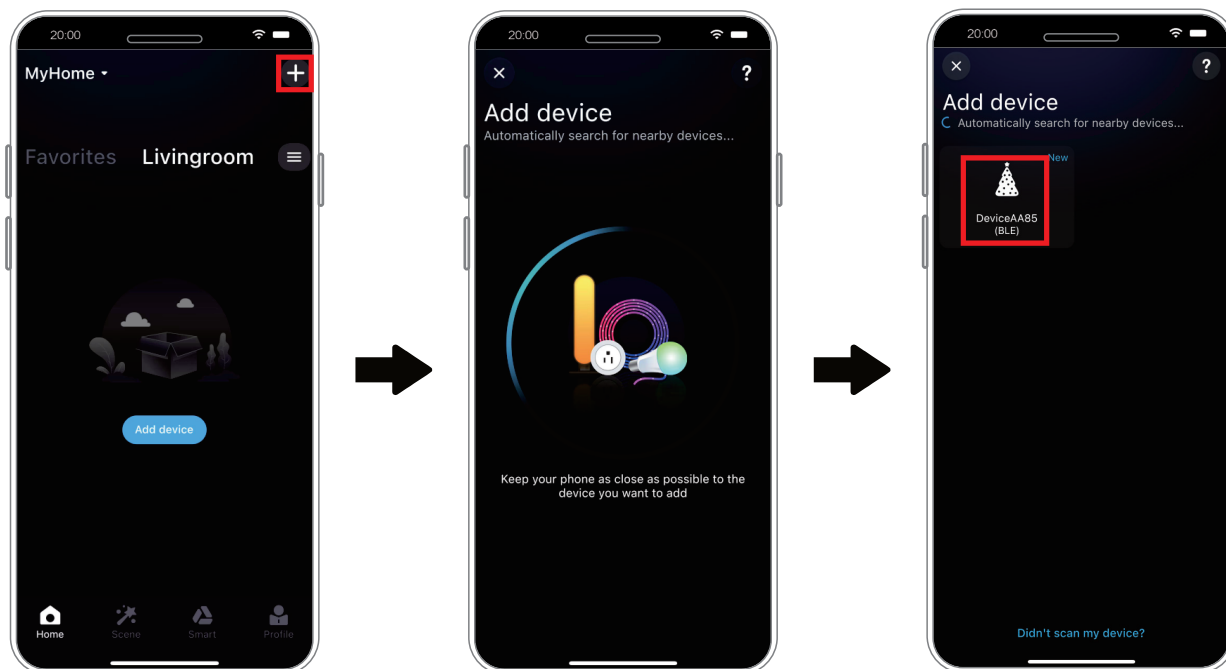 20:00
MyHome
Favorites Livingroom
Add device
Home Scene Smart Profile
20:00
?
Add device
Automatically search for nearby devices...
Keep your phone as close as possible to the
device you want to add
20:00
?
Add device
Automatically search for nearby devices...
New
DeviceAA85
(BLE)
Didn't scan my device?